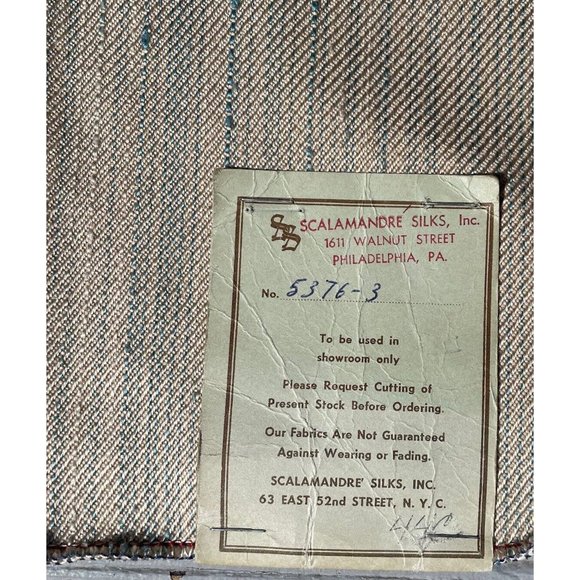 SCALAMANDRE SILKS, Inc.
1611 WALNUT STREET
PHILADELPHIA, PA.
No. 5376-3
To be used in
showroom only
Please Request Cutting of
Present Stock Before Ordering.
Our Fabrics Are Not Guaranteed
Against Wearing or Fading.
SCALAMANDRE' SILKS, INC.
63 EAST 52nd STREET, N. Y. C.